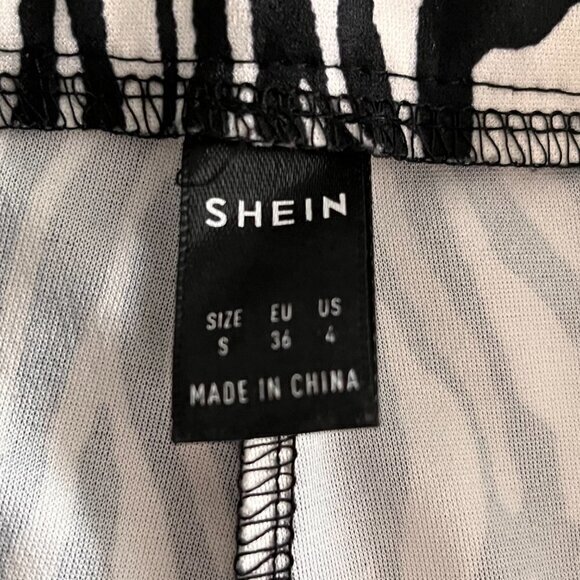 SHEIN
SIZE EU US
S 36 4
MADE IN CHINA